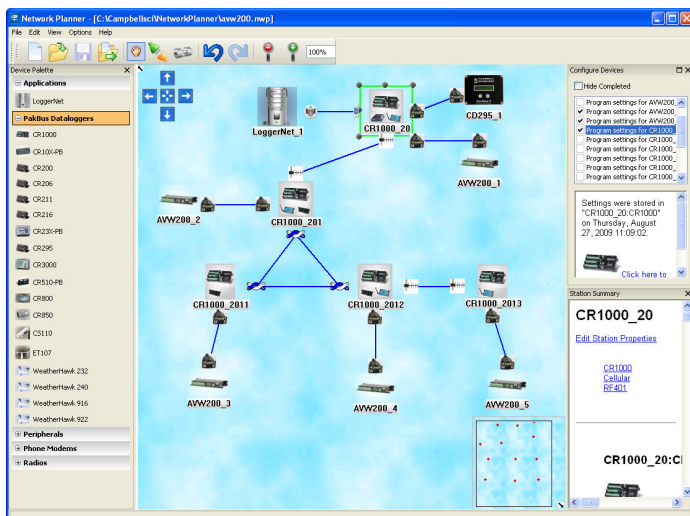 Network Planner - [C:\Campbellsci\NetworkPlanner\avw200.nwp]
File Edit View Options Help
100%
Device Palette
Applications
LoggerNet
PakBus Dataloggers
CR1000
CR10X-PB
CR200
CR206
CR211
CR216
CR23X-PB
CR295
CR3000
CR510-PB
CR800
CR850
CS110
ET107
WeatherHawk 232
WeatherHawk 240
WeatherHawk 916
WeatherHawk 922
Peripherals
Phone Modems
Radios
LoggerNet_1
CR1000_20
CD295_1
AVW200_1
AVW200_2
CR1000_201
CR1000_2011
CR1000_2012
CR1000_2013
AVW200_3
AVW200_4
AVW200_5
Configure Devices
Hide Completed
Program settings for AVW200_
Program settings for AVW200_
Program settings for AVW200_
Program settings for CR1000_
Program settings for CR1000_
Program settings for CR1000_
Program settings for CR1000_
Program settings for CR1000_
Program settings for CR1000_
Settings were stored in
"CR1000_20:CR1000"
on Thursday, August
27, 2009 11:09:02.
Click here to
Station Summary
CR1000_20
Edit Station Properties
CR1000
Cellular
RF401
CR1000_20:C